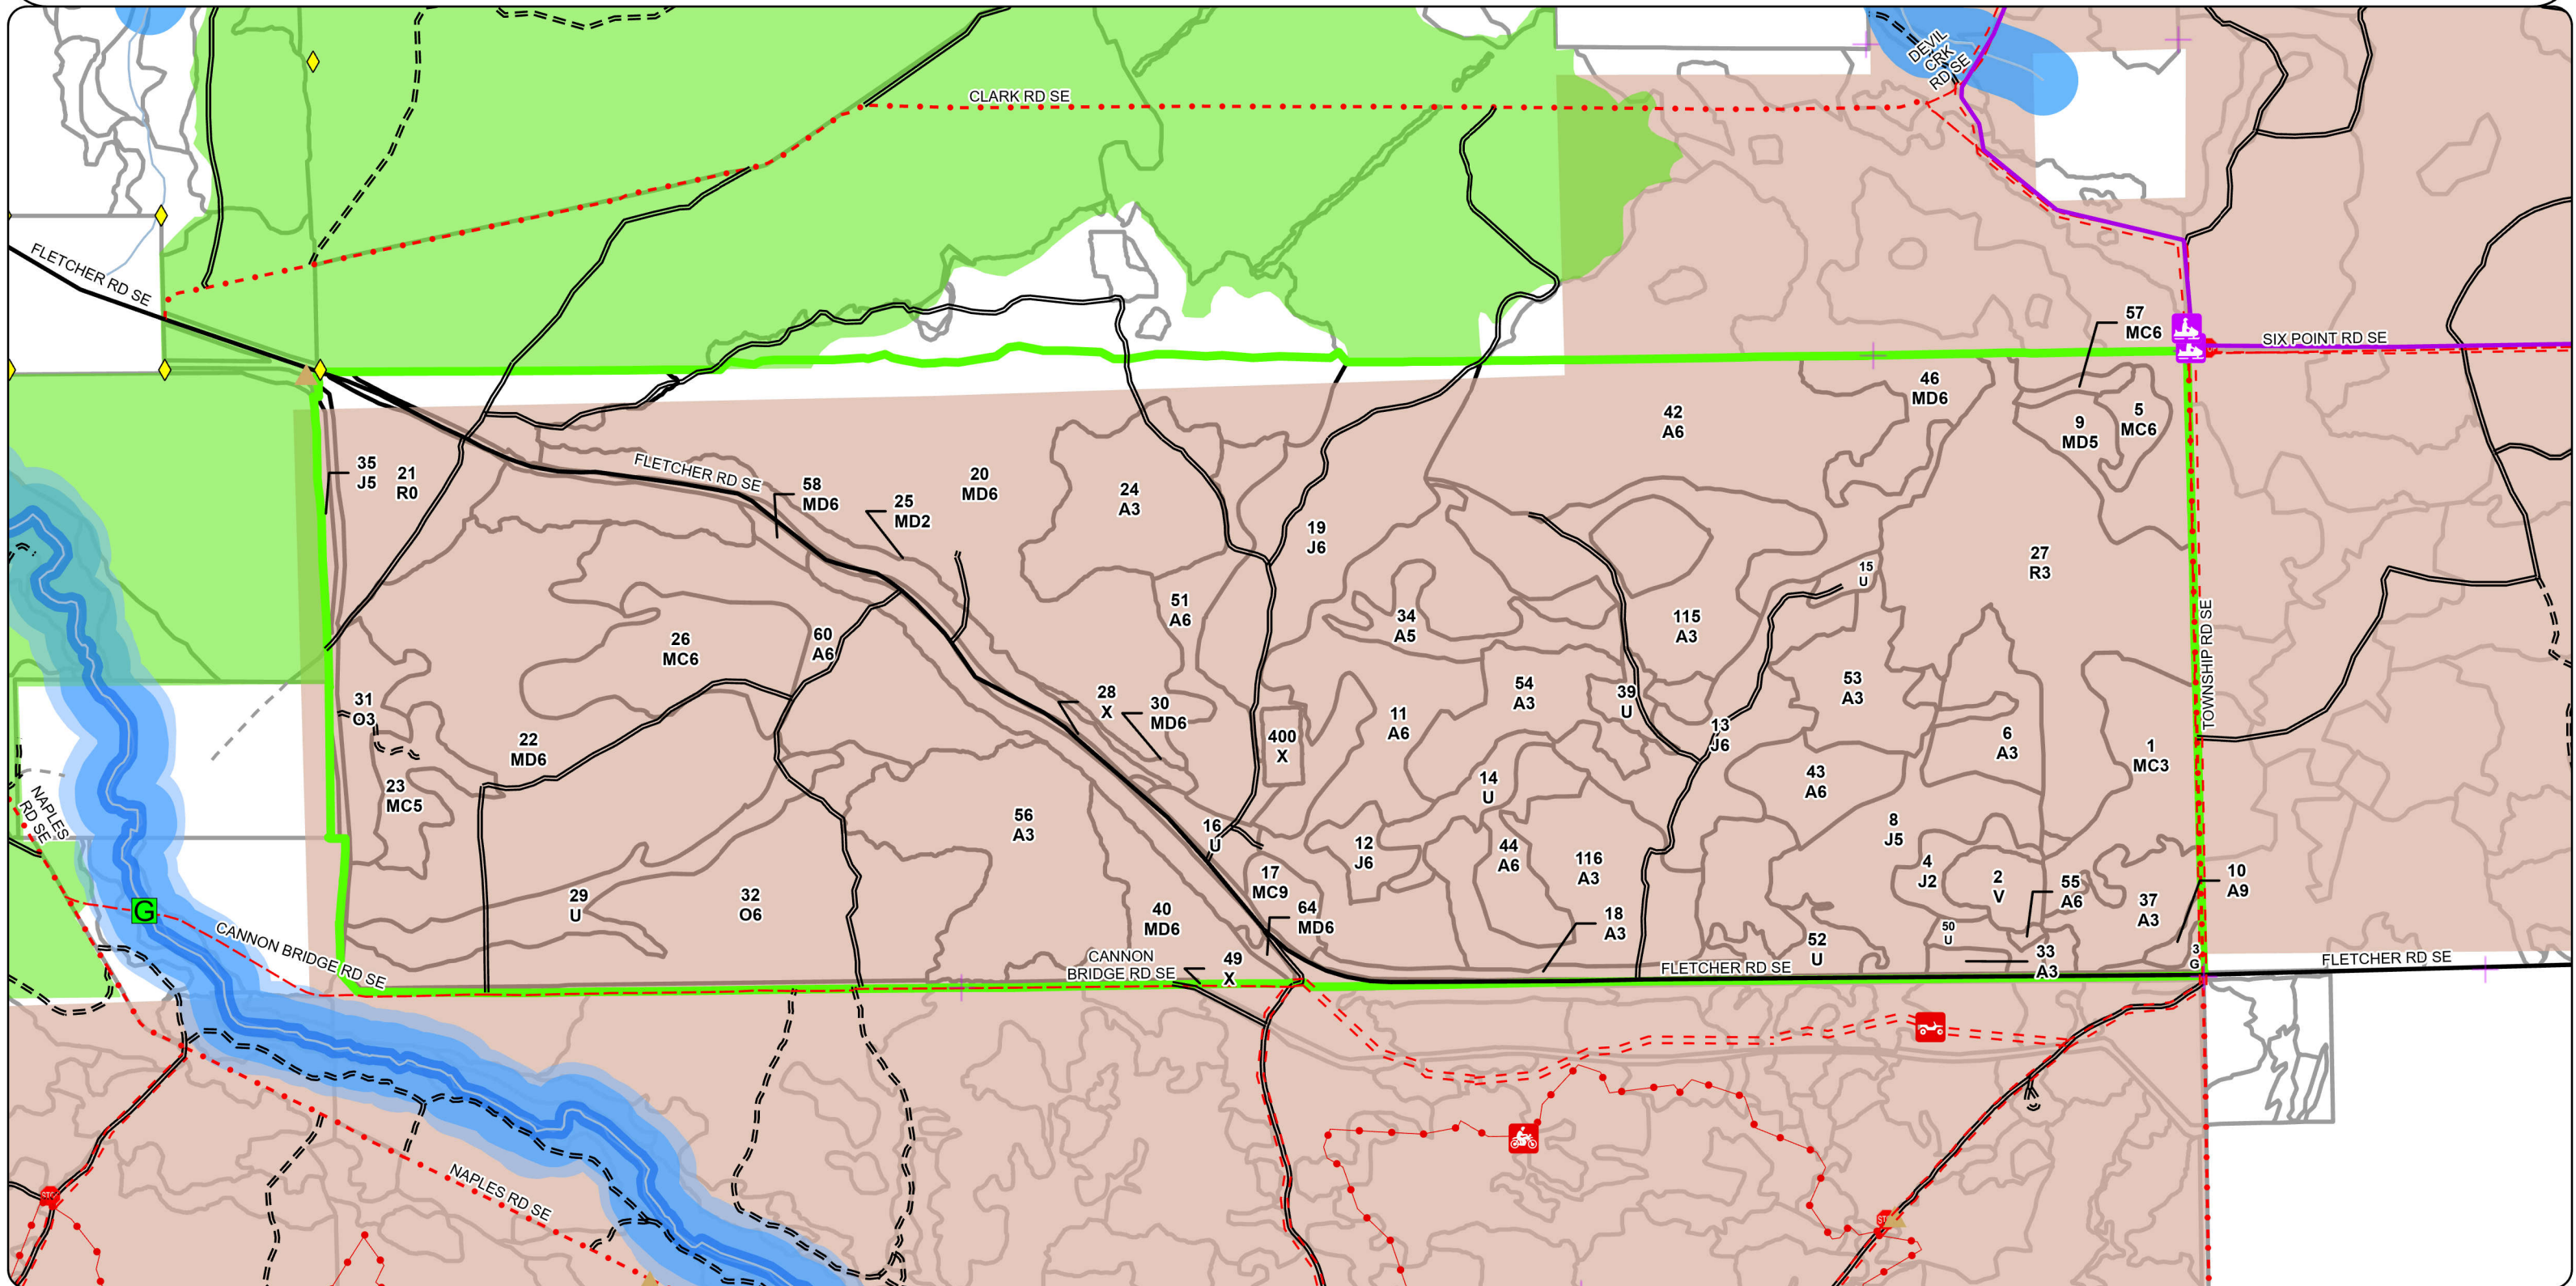 DEVIL
CRK
RD SE
CLARK RD SE
FLETCHER RD SE
57
MC6
SIX POINT RD SE
46
MD6
42
A6
9
MD5
5
MC6
35
J5
21
R0
FLETCHER RD SE
58
MD6
25
MD2
20
MD6
24
A3
19
J6
27
R3
15
U
51
A6
34
A5
115
A3
26
MC6
60
A6
TOWNSHIP RD SE
31
O3
28
X
30
MD6
54
A3
39
U
53
A3
11
A6
13
J6
22
MD6
400
X
6
A3
1
MC3
23
MC5
14
U
43
A6
NAPLES
RD SE
56
A3
16
U
12
J6
44
A6
116
A3
8
J5
4
J2
2
V
55
A6
10
A9
17
MC9
29
U
32
O6
40
MD6
64
MD6
18
A3
37
A3
50
U
52
U
33
A3
3
G
G
CANNON BRIDGE RD SE
CANNON
BRIDGE RD SE
49
X
FLETCHER RD SE
FLETCHER RD SE
NAPLES RD SE
STOP